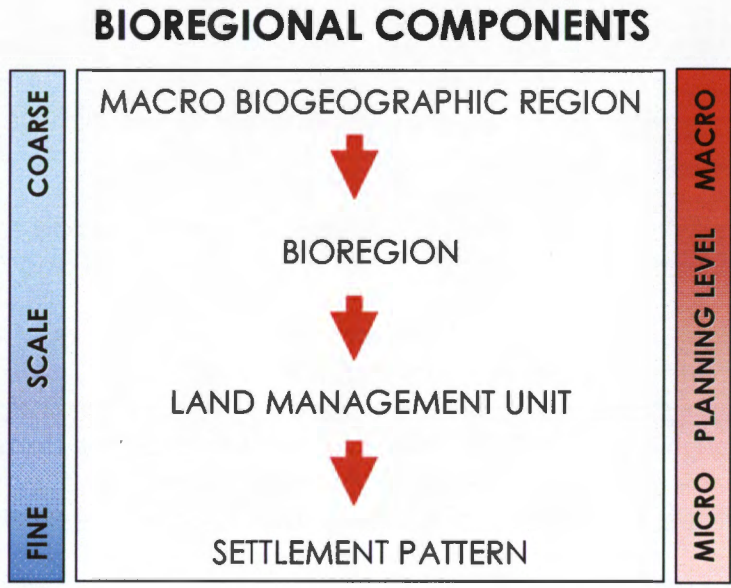 BIOREGIONAL COMPONENTS
COARSE
SCALE
FINE
MACRO BIOGEOGRAPHIC REGION
BIOREGION
LAND MANAGEMENT UNIT
SETTLEMENT PATTERN
MACRO
PLANNING LEVEL
MICRO